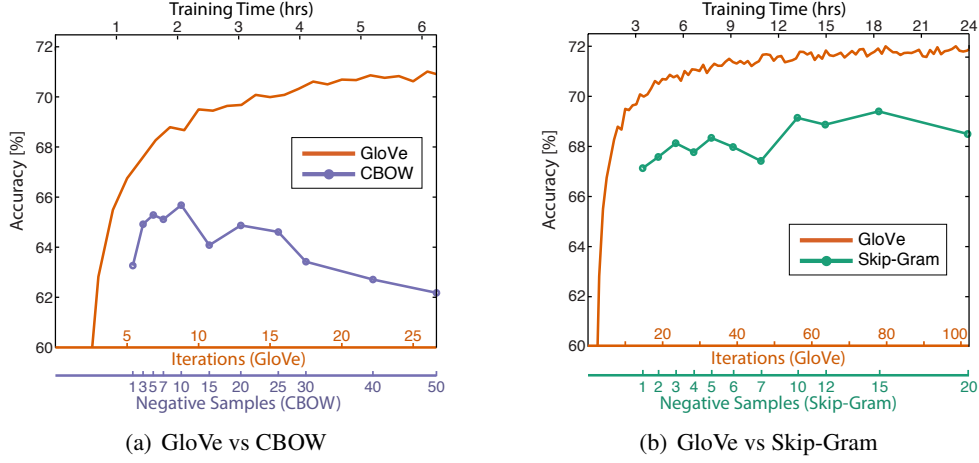 Training Time (hrs)
1 2 3 4 5 6
72
70
68
66
64
62
60
Accuracy [%]
GloVe
CBOW
5 10 15 20 25
Iterations (GloVe)
1 3 5 7 10 15 20 25 30 40 50
Negative Samples (CBOW)
(a) GloVe vs CBOW
Training Time (hrs)
3 6 9 12 15 18 21 24
72
70
68
66
64
62
60
Accuracy [%]
GloVe
Skip-Gram
20 40 60 80 100
Iterations (GloVe)
1 2 3 4 5 6 7 10 12 15 20
Negative Samples (Skip-Gram)
(b) GloVe vs Skip-Gram